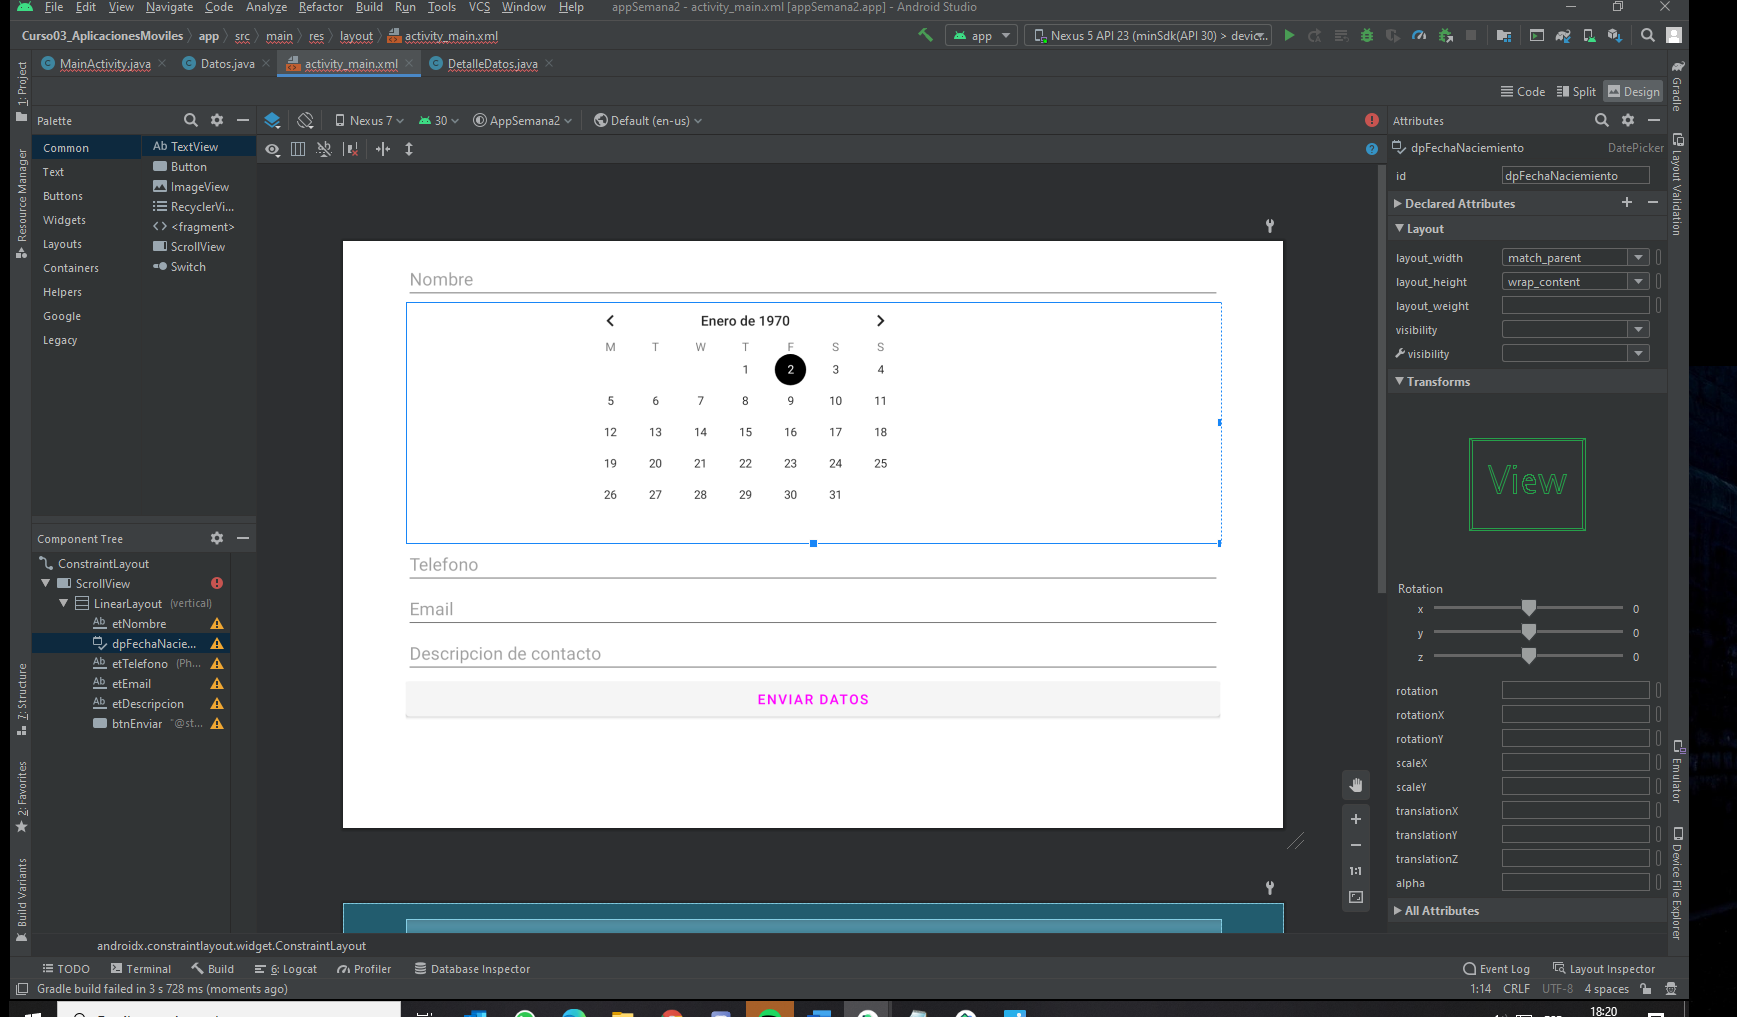 File Edit View Navigate Code Analyze Refactor Build Run Tools VCS Window Help appSemana2 - activity_main.xml [appSemana2.app] - Android Studio
Curso03_AplicacionesMoviles app src main res layout activity_main.xml app Nexus 5 API 23 (minSdk(API 30) > devic...
MainActivity.java Datos.java activity_main.xml DetalleDatos.java
Code Split Design
Palette Nexus 7 30 AppSemana2 Default (en-us) Attributes
Common
Text
Buttons
Widgets
Layouts
Containers
Helpers
Google
Legacy
Ab TextView
Button
ImageView
RecyclerVi...
<fragment>
ScrollView
Switch
1: Project
Resource Manager
7: Structure
2: Favorites
Build Variants
Component Tree
ConstraintLayout
ScrollView
LinearLayout (vertical)
Ab etNombre
dpFechaNacie...
Ab etTelefono (Ph...
Ab etEmail
Ab etDescripcion
btnEnviar "@st...
Nombre
Enero de 1970
M T W T F S S
1 2 3 4
5 6 7 8 9 10 11
12 13 14 15 16 17 18
19 20 21 22 23 24 25
26 27 28 29 30 31
Telefono
Email
Descripcion de contacto
ENVIAR DATOS
1:1
dpFechaNaciemiento DatePicker
id dpFechaNaciemiento
Declared Attributes
Layout
layout_width match_parent
layout_height wrap_content
layout_weight
visibility
visibility
Transforms
View
Rotation
x 0
y 0
z 0
rotation
rotationX
rotationY
scaleX
scaleY
translationX
translationY
translationZ
alpha
All Attributes
Gradle
Layout Validation
Emulator
Device File Explorer
androidx.constraintlayout.widget.ConstraintLayout
TODO Terminal Build 6: Logcat Profiler Database Inspector Event Log Layout Inspector
Gradle build failed in 3 s 728 ms (moments ago) 1:14 CRLF UTF-8 4 spaces
18:20